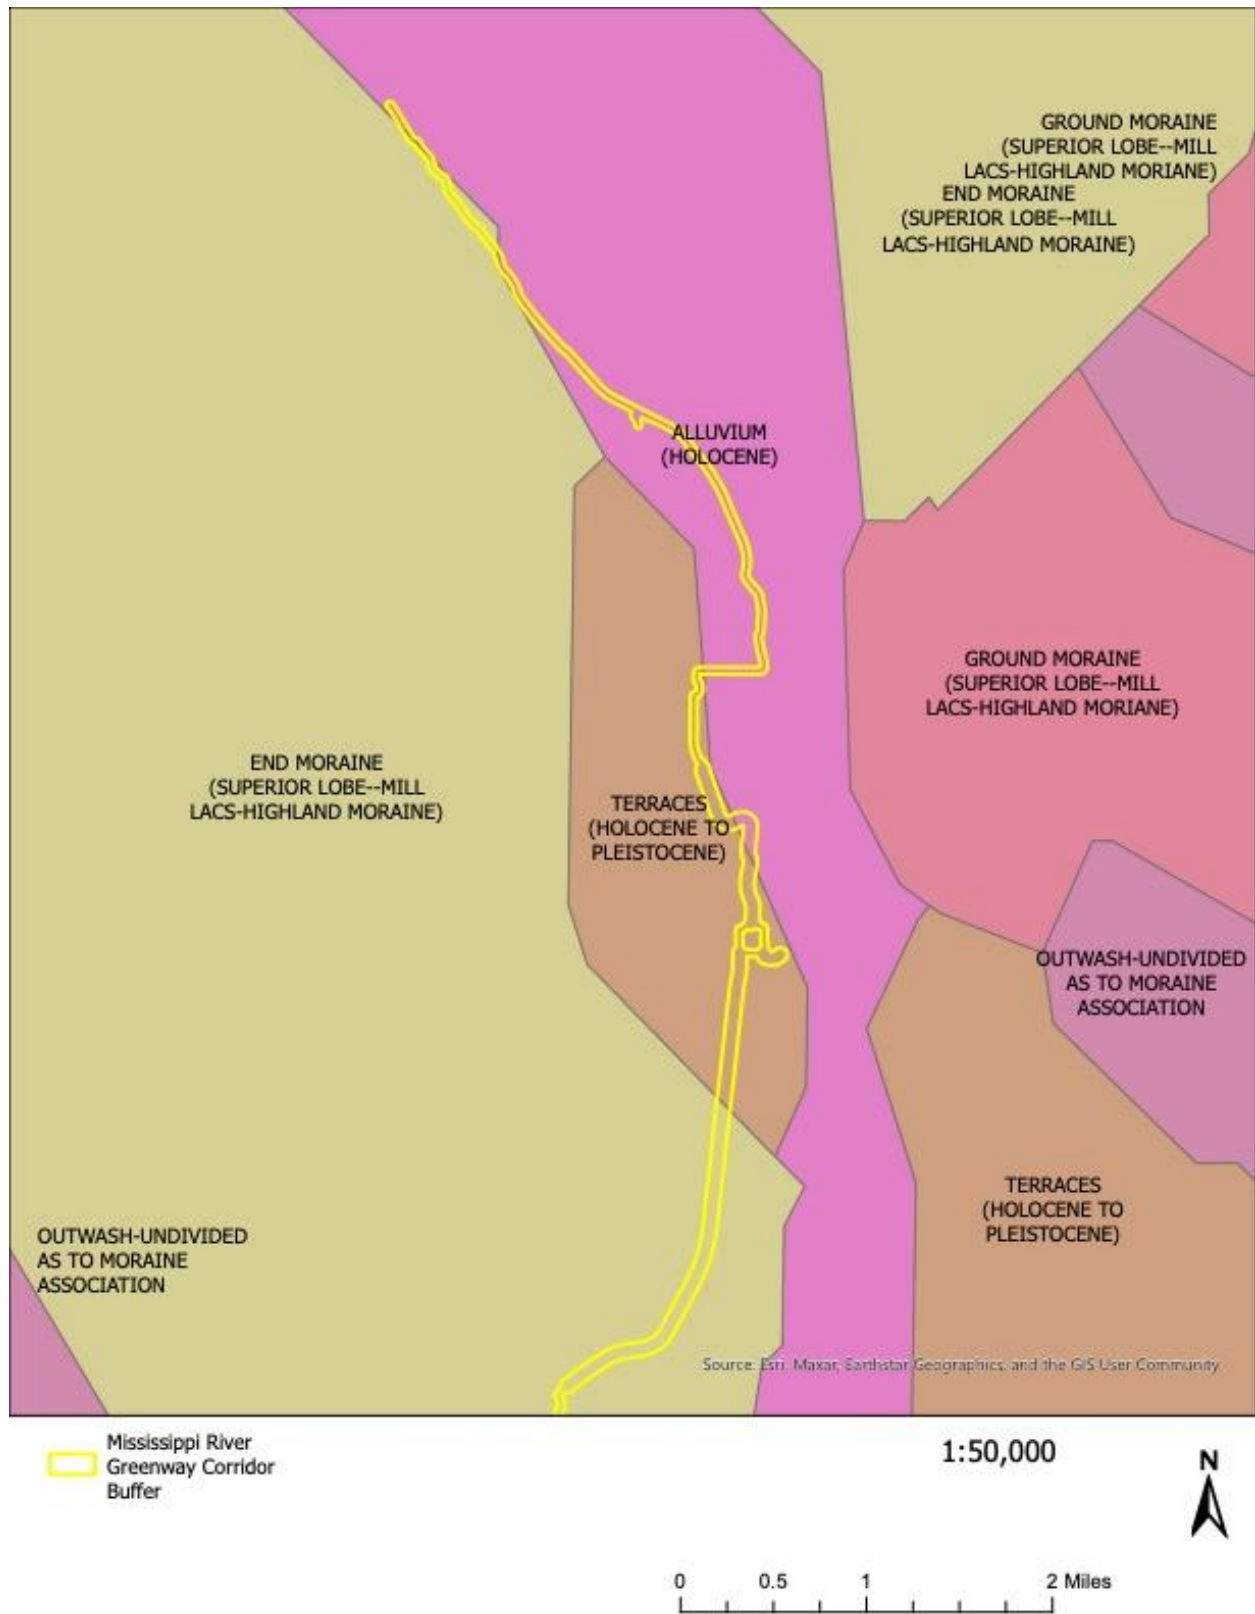 GROUND MORAINE
(SUPERIOR LOBE--MILL
LACS-HIGHLAND MORIANE)
END MORAINE
(SUPERIOR LOBE--MILL
LACS-HIGHLAND MORAINE)
ALLUVIUM
(HOLOCENE)
GROUND MORAINE
(SUPERIOR LOBE--MILL
LACS-HIGHLAND MORIANE)
END MORAINE
(SUPERIOR LOBE--MILL
LACS-HIGHLAND MORAINE)
TERRACES
(HOLOCENE TO
PLEISTOCENE)
OUTWASH-UNDIVIDED
AS TO MORAINE
ASSOCIATION
TERRACES
(HOLOCENE TO
PLEISTOCENE)
OUTWASH-UNDIVIDED
AS TO MORAINE
ASSOCIATION
Source: Esri, Maxar, Earthstar Geographics, and the GIS User Community
Mississippi River
Greenway Corridor
Buffer
1:50,000
N
0 0.5 1 2 Miles